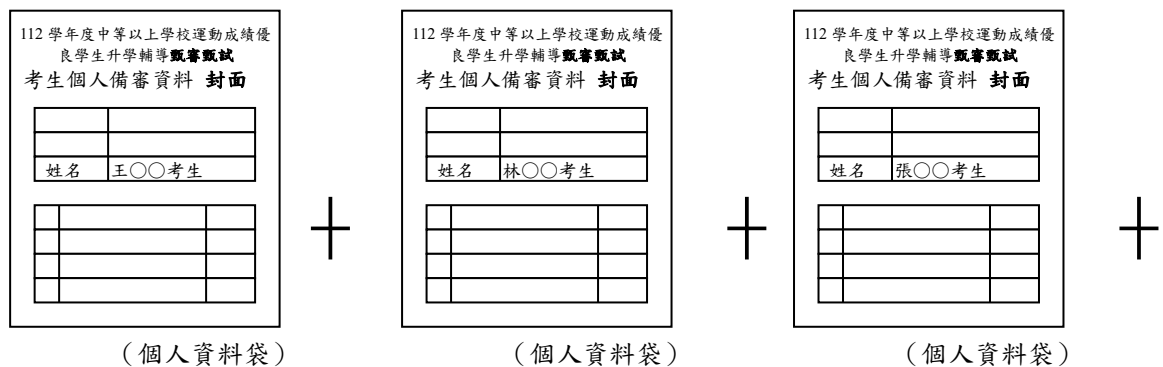 112 學年度中等以上學校運動成績優
良學生升學輔導甄審甄試
考生個人備審資料 封面
姓名 王○○考生
(個人資料袋)
+
112 學年度中等以上學校運動成績優
良學生升學輔導甄審甄試
考生個人備審資料 封面
姓名 林○○考生
(個人資料袋)
+
112 學年度中等以上學校運動成績優
良學生升學輔導甄審甄試
考生個人備審資料 封面
姓名 張○○考生
(個人資料袋)
+